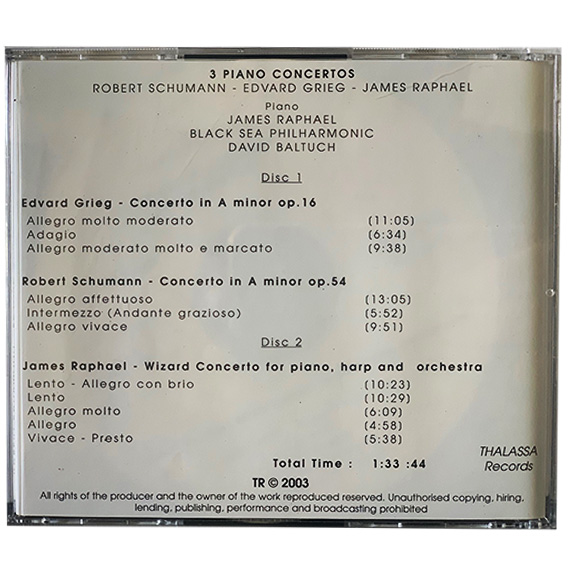 3 PIANO CONCERTOS
ROBERT SCHUMANN - EDVARD GRIEG - JAMES RAPHAEL
Piano
JAMES RAPHAEL
BLACK SEA PHILHARMONIC
DAVID BALTUCH
Disc 1
Edvard Grieg - Concerto in A minor op.16
Allegro molto moderato (11:05)
Adagio (6:34)
Allegro moderato molto e marcato (9:38)
Robert Schumann - Concerto in A minor op.54
Allegro affettuoso (13:05)
Intermezzo (Andante grazioso) (5:52)
Allegro vivace (9:51)
Disc 2
James Raphael - Wizard Concerto for piano, harp and orchestra
Lento - Allegro con brio (10:23)
Lento (10:29)
Allegro molto (6:09)
Allegro (4:58)
Vivace - Presto (5:38)
Total Time : 1:33 :44
THALASSA
Records
TR © 2003
All rights of the producer and the owner of the work reproduced reserved. Unauthorised copying, hiring,
lending, publishing, performance and broadcasting prohibited